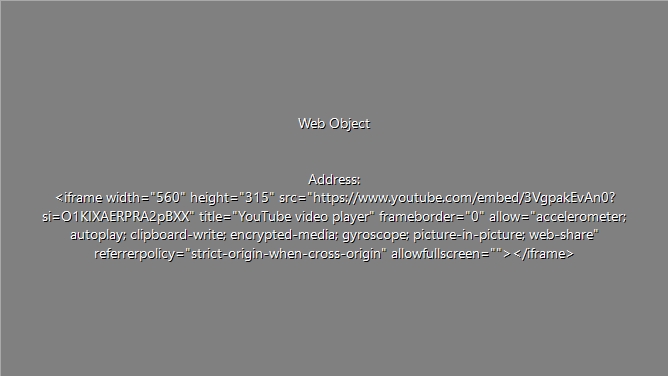 Web Object
Address:
<iframe width="560" height="315" src="https://www.youtube.com/embed/3VgpakEvAn0?
si=O1KlXAERPRA2pBXX" title="YouTube video player" frameborder="0" allow="accelerometer;
autoplay; clipboard-write; encrypted-media; gyroscope; picture-in-picture; web-share"
referrerpolicy="strict-origin-when-cross-origin" allowfullscreen=""></iframe>